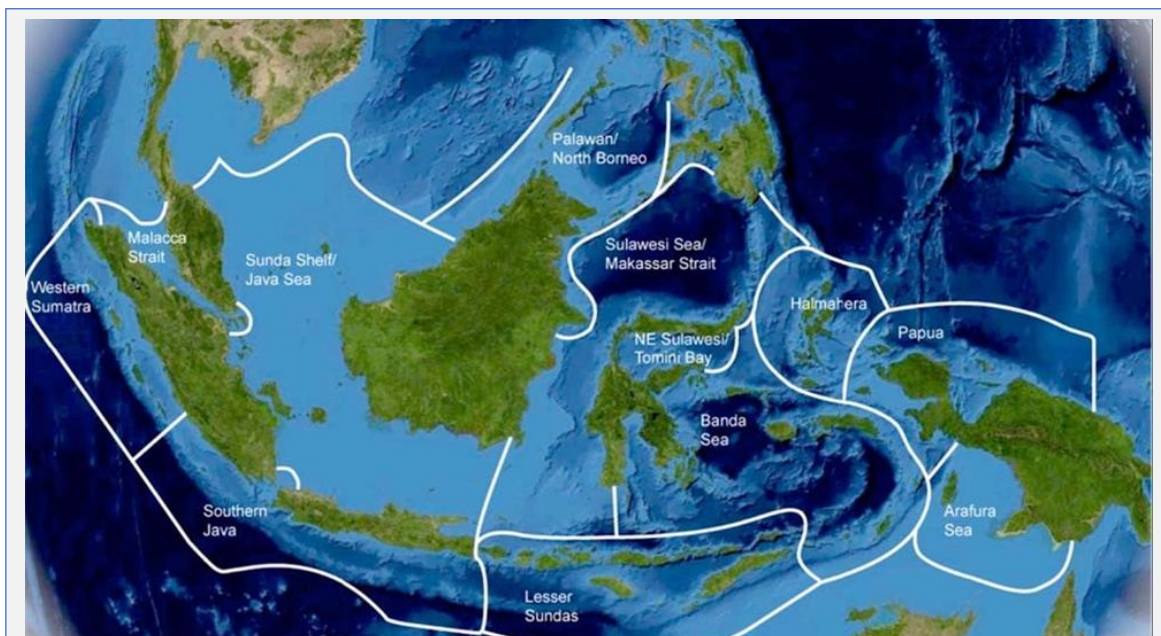 Palawan/
North Borneo
Malacca
Strait
Sunda Shelf/
Java Sea
Sulawesi Sea/
Makassar Strait
Western
Sumatra
Halmahera
NE Sulawesi/
Tomini Bay
Papua
Banda
Sea
Southern
Java
Arafura
Sea
Lesser
Sundas